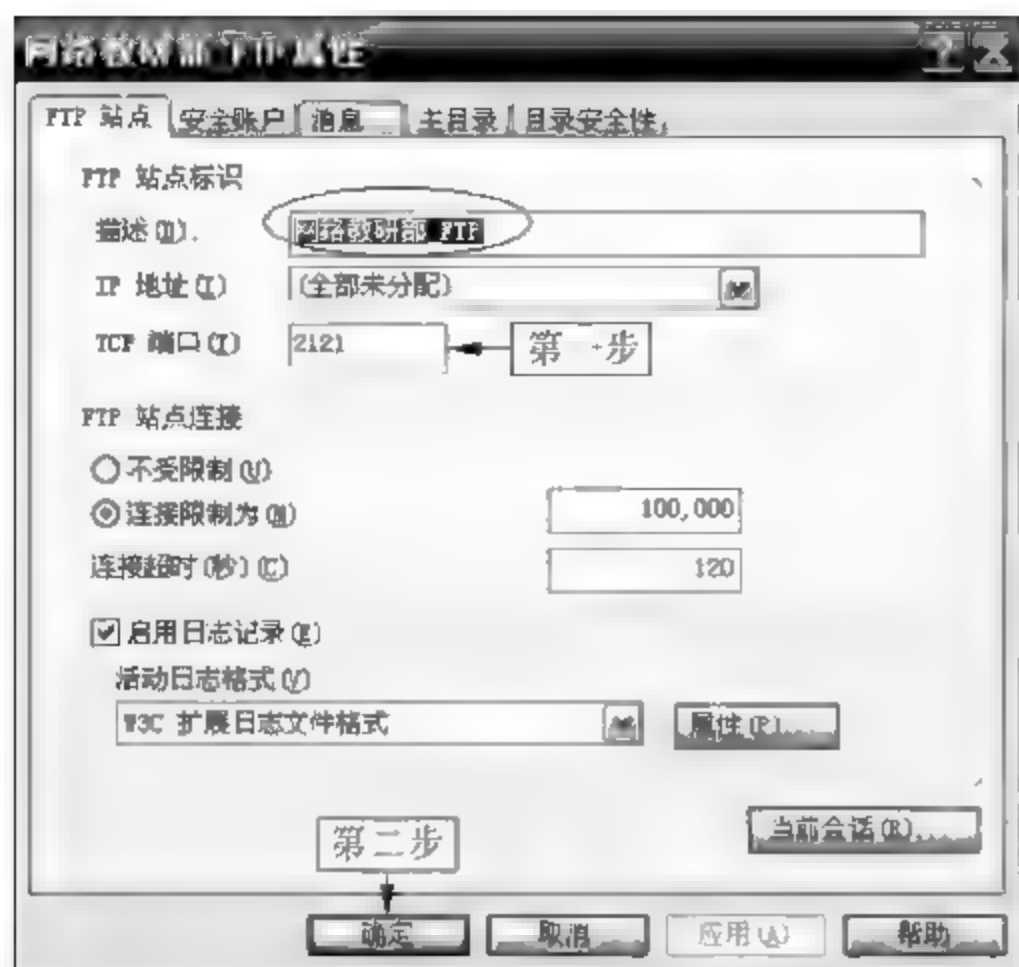 网络教研部 FTP 属性
FTP 站点 安全账户 消息 主目录 目录安全性
FTP 站点标识
描述(D):
网络教研部 FTP
IP 地址(I)
(全部未分配)
TCP 端口(T)
2121
第一步
FTP 站点连接
不受限制(U)
连接限制为(M)
100,000
连接超时(秒)(C)
120
启用日志记录(E)
活动日志格式(V)
W3C 扩展日志文件格式
属性(P)...
当前会话(R)...
第二步
确定 取消 应用(A) 帮助